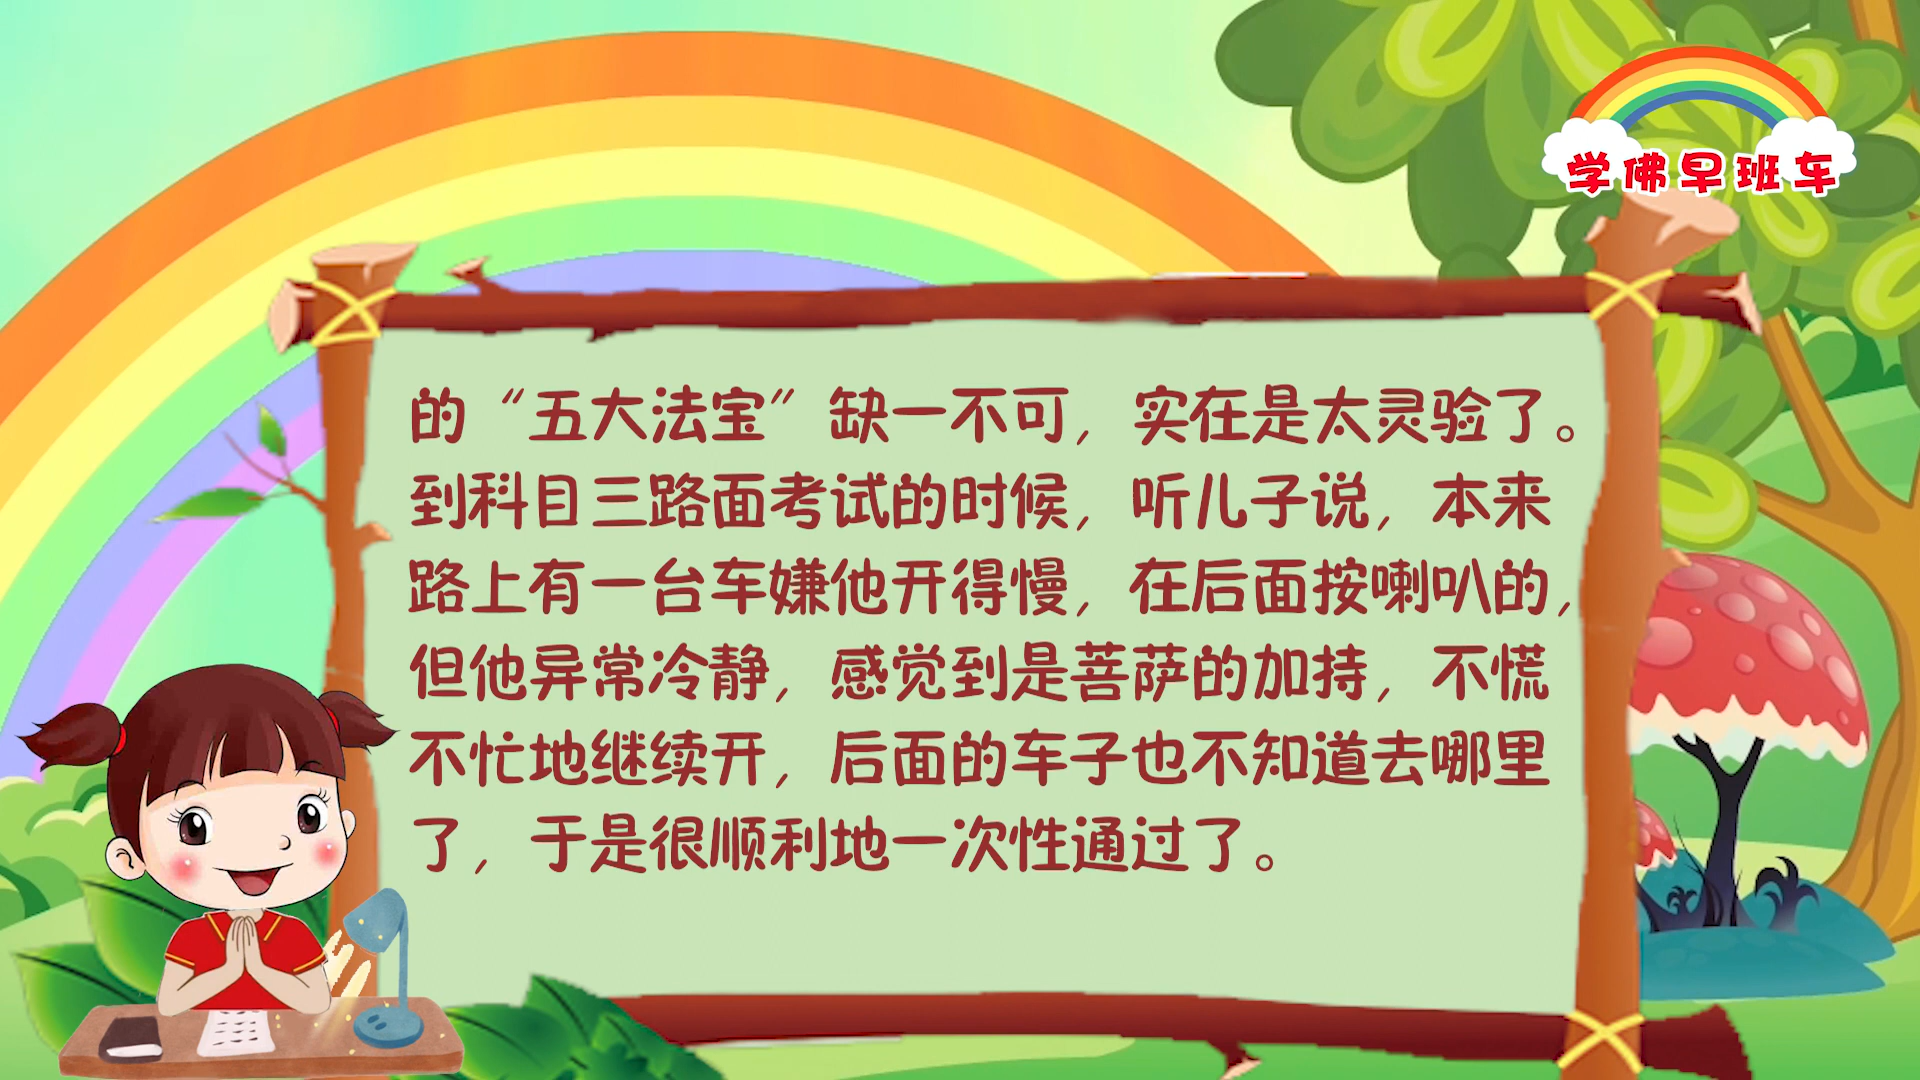 学佛早班车
的“五大法宝”缺一不可，实在是太灵验了。
到科目三路面考试的时候，听儿子说，本来
路上有一台车嫌他开得慢，在后面按喇叭的，
但他异常冷静，感觉到是菩萨的加持，不慌
不忙地继续开，后面的车子也不知道去哪里
了，于是很顺利地一次性通过了。